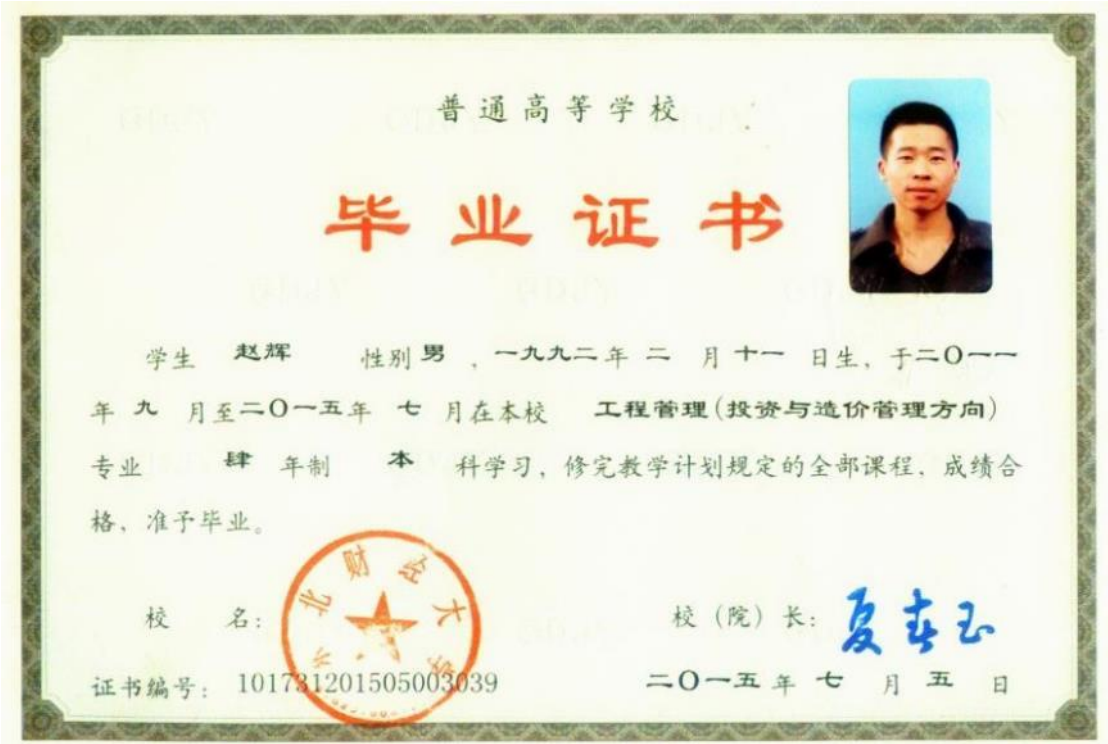 普通高等学校
毕业证书
学生 赵辉 性别 男 ，一九九二年 二 月 十一 日生，于二〇一一
年 九 月至二〇一五年 七 月在本校 工程管理(投资与造价管理方向)
专业 肆 年制 本 科学习，修完教学计划规定的全部课程，成绩合
格，准予毕业。
北财经大学
校 名： 校（院）长：夏春玉
证书编号： 101731201505003039 二〇一五年 七 月 五 日